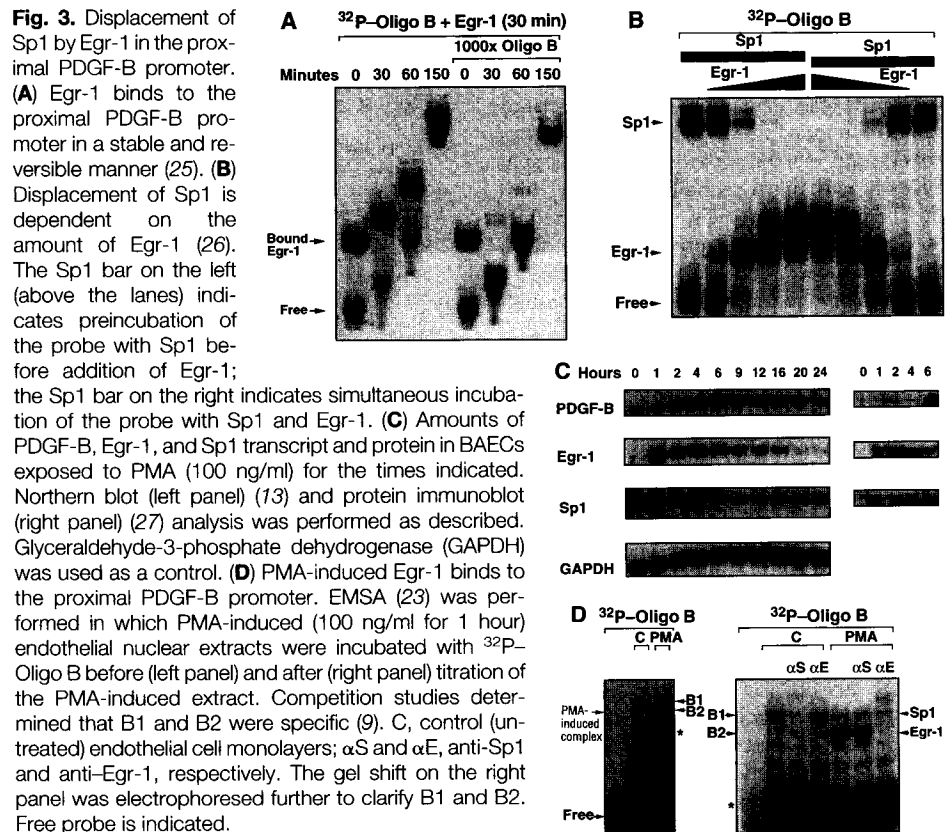 Fig. 3. Displacement of
Sp1 by Egr-1 in the prox-
imal PDGF-B promoter.
(A) Egr-1 binds to the
proximal PDGF-B pro-
moter in a stable and re-
versible manner (25). (B)
Displacement of Sp1 is
dependent on the
amount of Egr-1 (26).
The Sp1 bar on the left
(above the lanes) indi-
cates preincubation of
the probe with Sp1 be-
fore addition of Egr-1;
the Sp1 bar on the right indicates simultaneous incuba-
tion of the probe with Sp1 and Egr-1. (C) Amounts of
PDGF-B, Egr-1, and Sp1 transcript and protein in BAECs
exposed to PMA (100 ng/ml) for the times indicated.
Northern blot (left panel) (13) and protein immunoblot
(right panel) (27) analysis was performed as described.
Glyceraldehyde-3-phosphate dehydrogenase (GAPDH)
was used as a control. (D) PMA-induced Egr-1 binds to
the proximal PDGF-B promoter. EMSA (23) was per-
formed in which PMA-induced (100 ng/ml for 1 hour)
endothelial nuclear extracts were incubated with ³²P–
Oligo B before (left panel) and after (right panel) titration of
the PMA-induced extract. Competition studies deter-
mined that B1 and B2 were specific (9). C, control (un-
treated) endothelial cell monolayers; αS and αE, anti-Sp1
and anti–Egr-1, respectively. The gel shift on the right
panel was electrophoresed further to clarify B1 and B2.
Free probe is indicated.
A
³²P–Oligo B + Egr-1 (30 min)
1000x Oligo B
Minutes 0 30 60 150 0 30 60 150
Bound
Egr-1
Free
B
³²P–Oligo B
Sp1 Sp1
Egr-1 Egr-1
Sp1
Egr-1
Free
C Hours 0 1 2 4 6 9 12 16 20 24 0 1 2 4 6
PDGF-B
Egr-1
Sp1
GAPDH
D
³²P–Oligo B
C PMA
PMA-
induced
complex
B1
B2
*
Free
³²P–Oligo B
C PMA
αS αE αS αE
B1
B2
*
Sp1
Egr-1